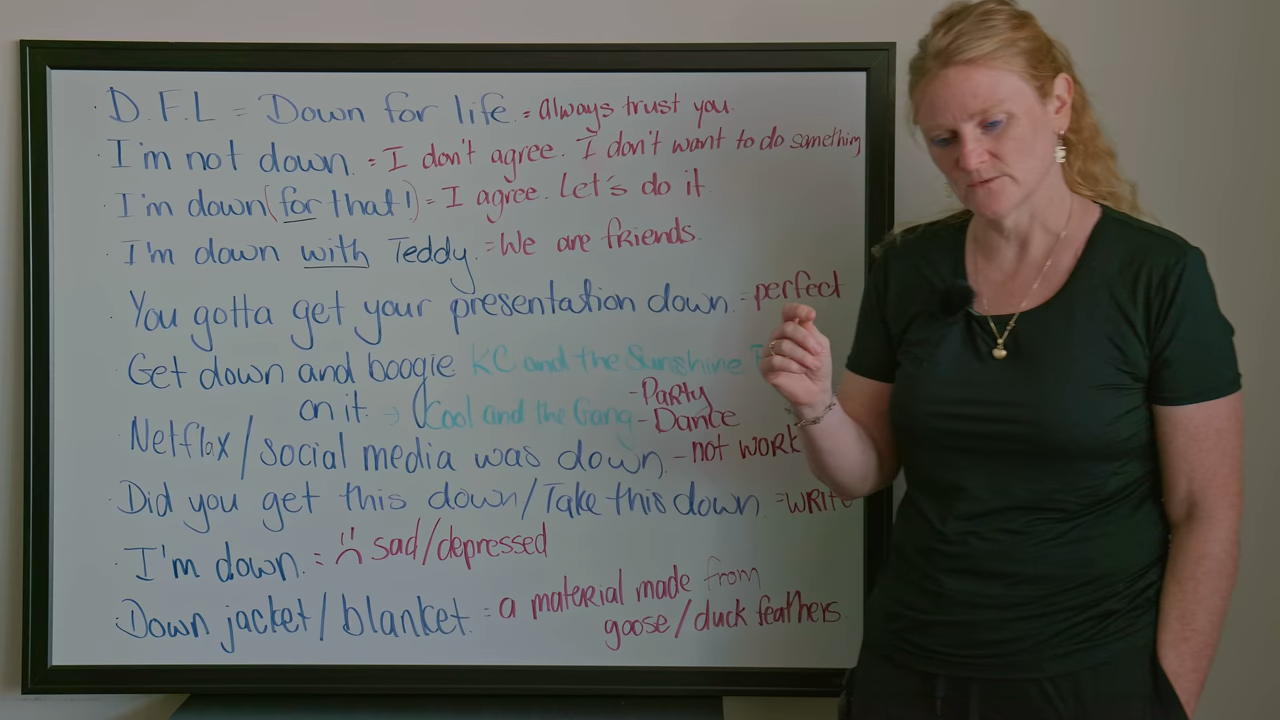 D.F.L = Down for life. = Always trust you.
I'm not down. = I don't agree. I don't want to do something
I'm down (for that!) = I agree. Let's do it
I'm down with Teddy. = We are friends.
You gotta get your presentation down. = perfect
Get down and boogie KC and the Sunshine
on it. → Cool and the Gang - Party
- Dance
Netflax/social media was down. - not work
Did you get this down/Take this down. = WRITE
I'm down. = :( sad/depressed
Down jacket/blanket. = a material made from
goose/duck feathers.